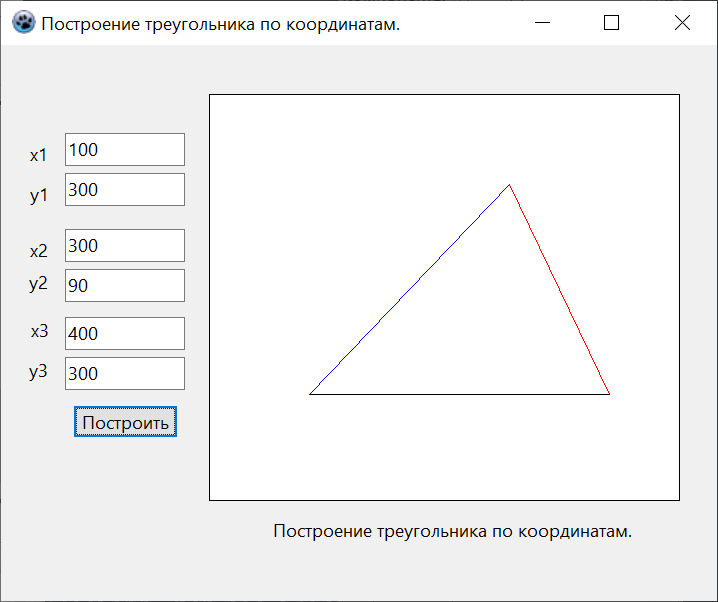 Построение треугольника по координатам.
x1 100
y1 300
x2 300
y2 90
x3 400
y3 300
Построить
Построение треугольника по координатам.